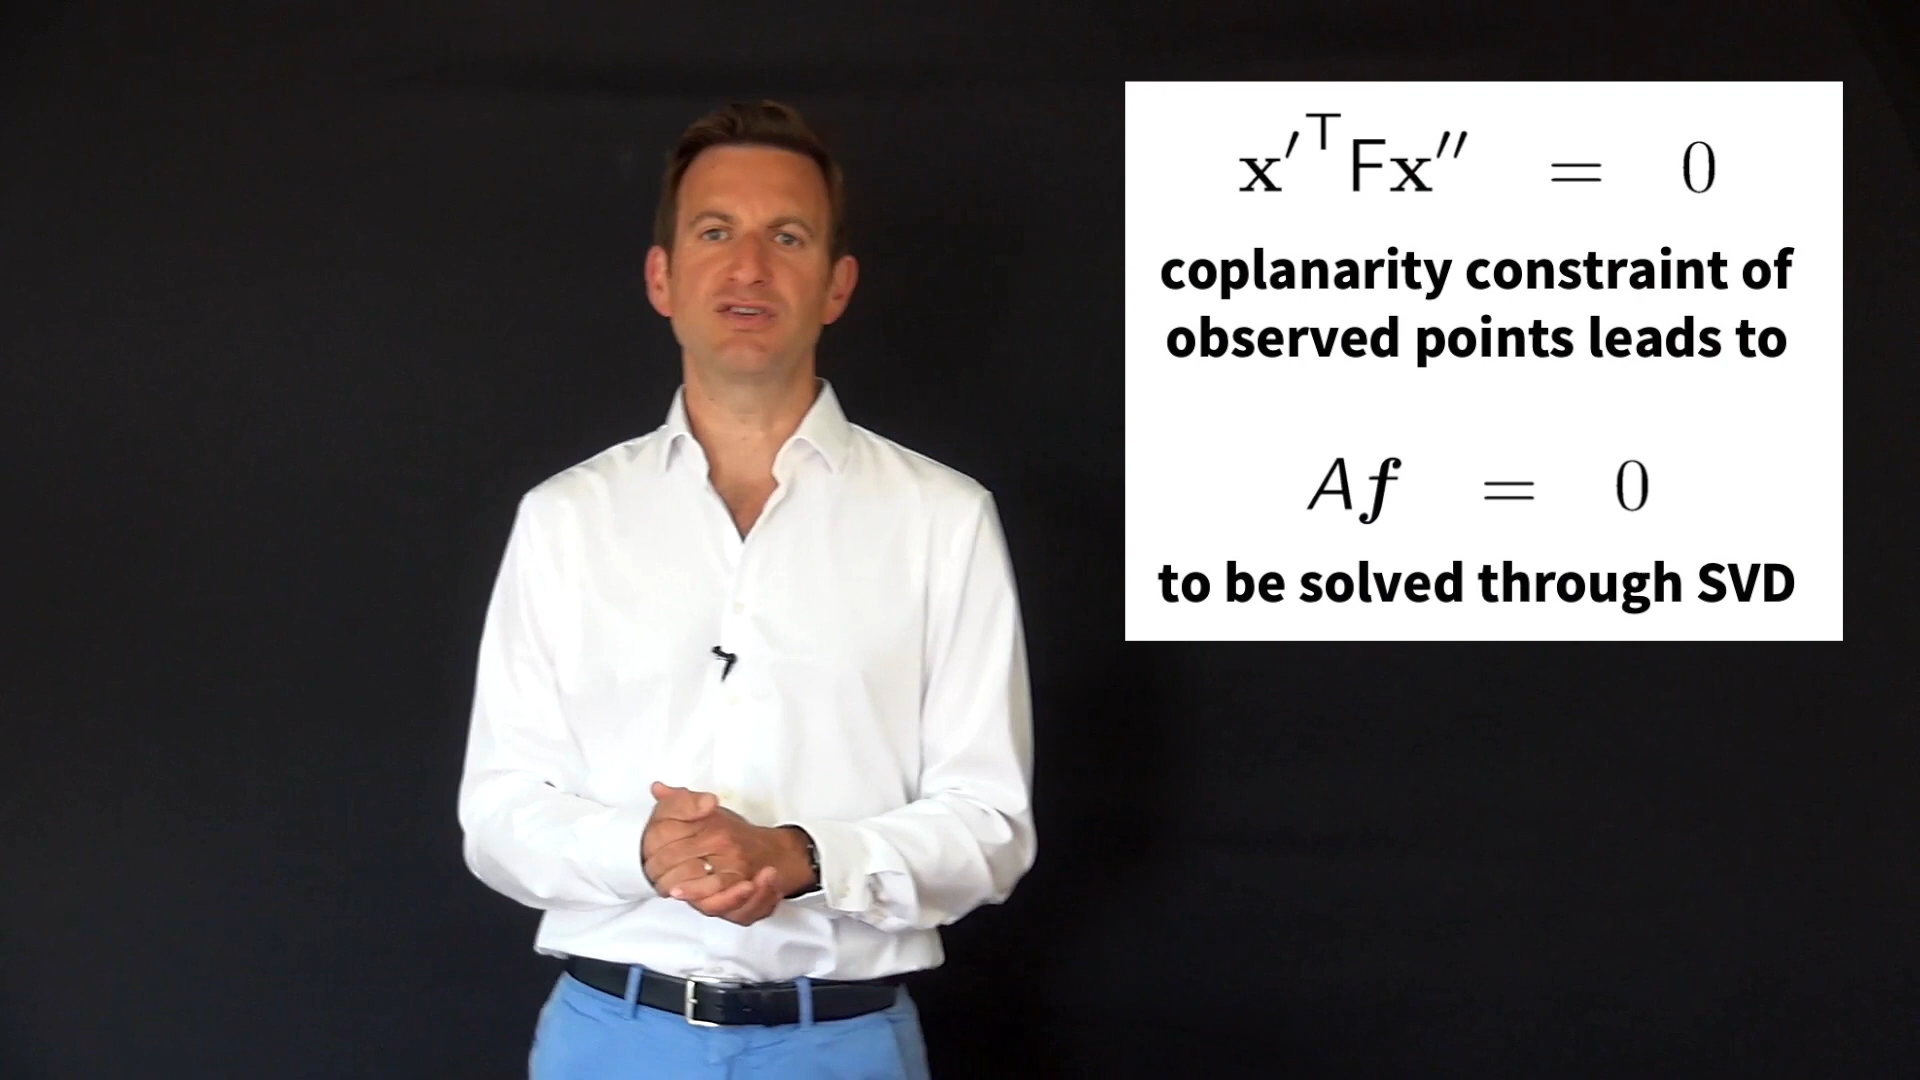 x′ᵀFx″ = 0
coplanarity constraint of
observed points leads to
Af = 0
to be solved through SVD